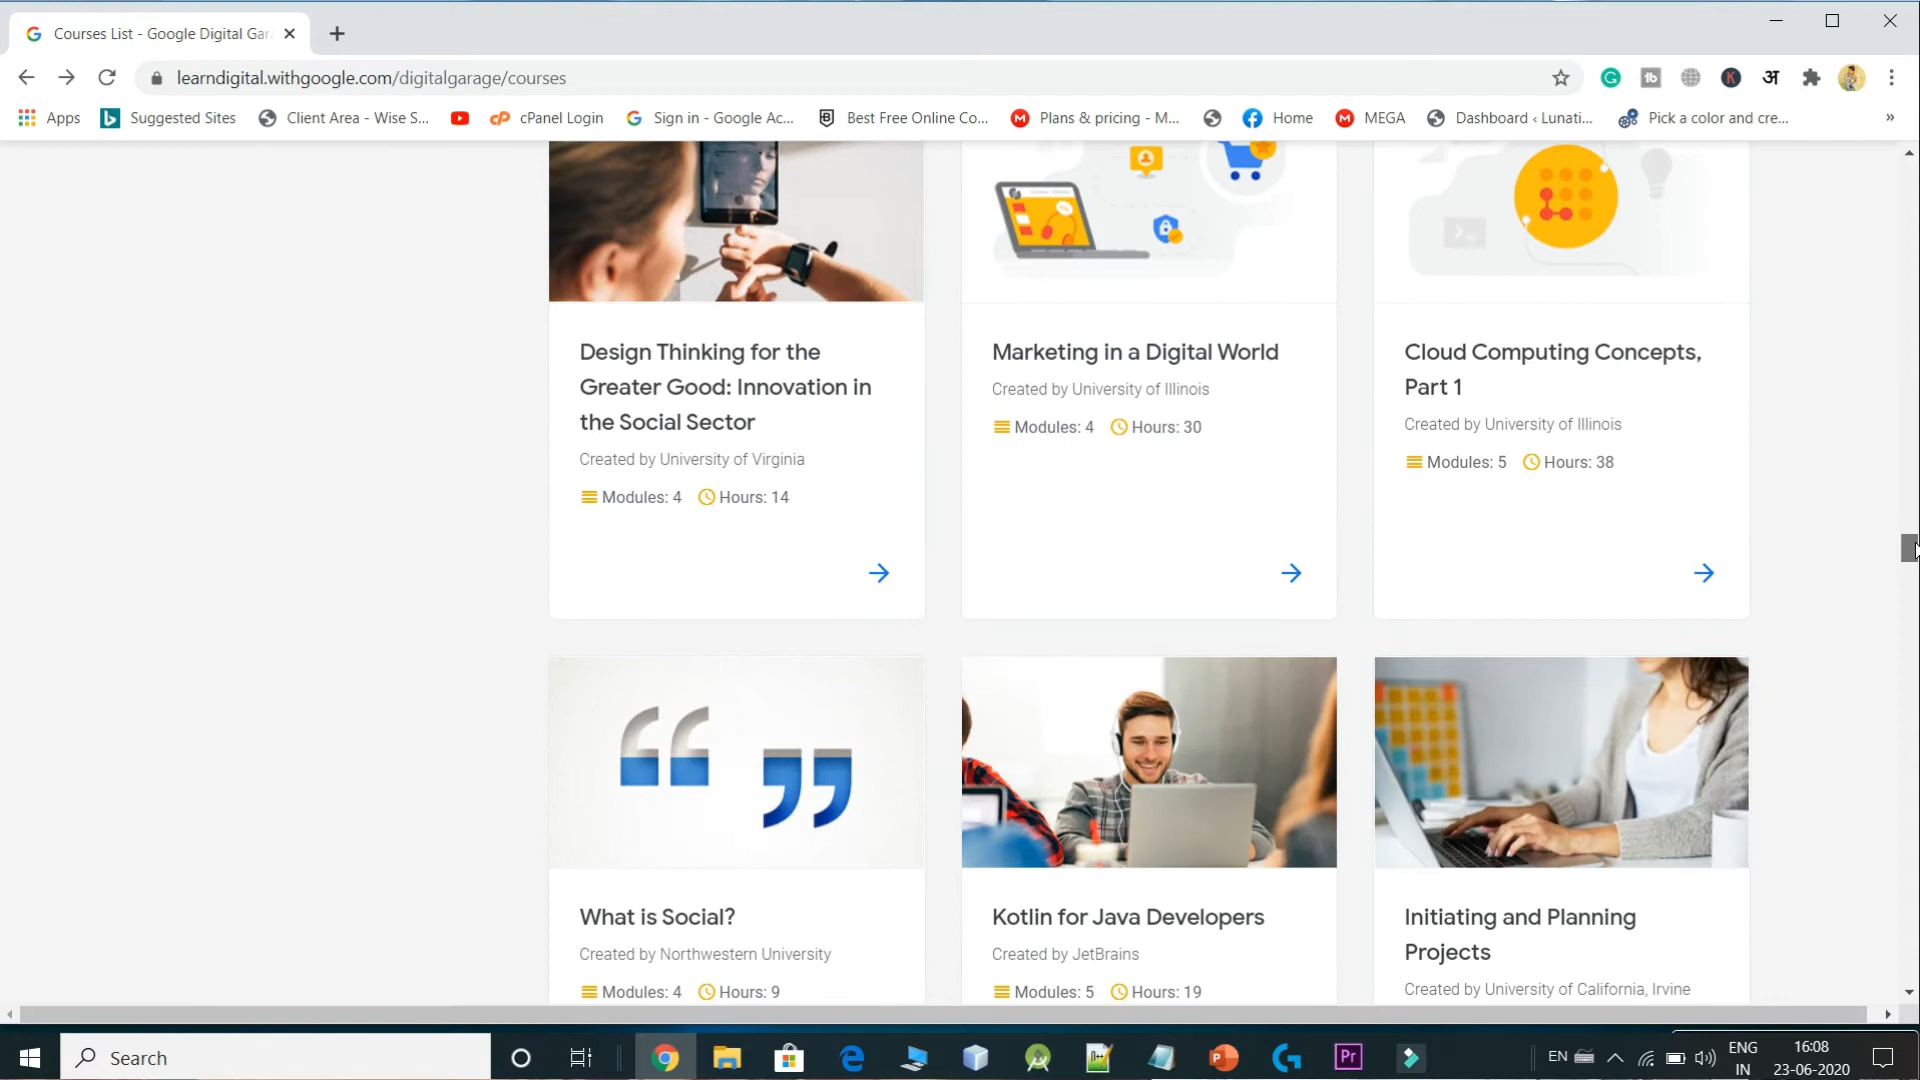 Courses List - Google Digital Gar
learndigital.withgoogle.com/digitalgarage/courses
Apps Suggested Sites Client Area - Wise S... cPanel Login Sign in - Google Ac... Best Free Online Co... Plans & pricing - M... Home MEGA Dashboard ‹ Lunati... Pick a color and cre... »
Design Thinking for the
Greater Good: Innovation in
the Social Sector
Created by University of Virginia
Modules: 4 Hours: 14
Marketing in a Digital World
Created by University of Illinois
Modules: 4 Hours: 30
Cloud Computing Concepts,
Part 1
Created by University of Illinois
Modules: 5 Hours: 38
What is Social?
Created by Northwestern University
Modules: 4 Hours: 9
Kotlin for Java Developers
Created by JetBrains
Modules: 5 Hours: 19
Initiating and Planning
Projects
Created by University of California, Irvine
Search
EN
ENG
IN
16:08
23-06-2020